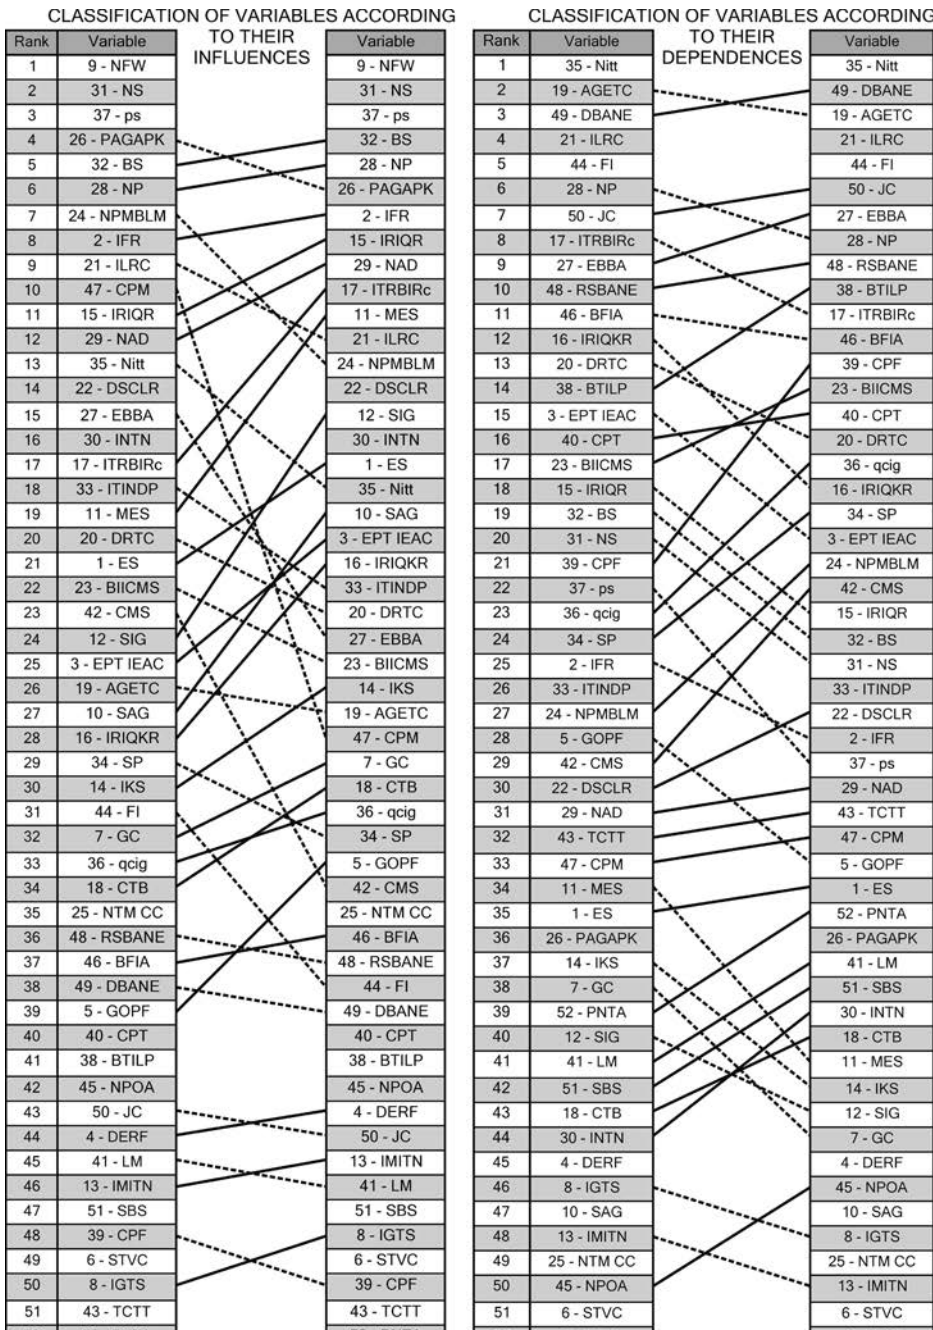 CLASSIFICATION OF VARIABLES ACCORDING TO THEIR INFLUENCES
Rank Variable Variable
1 9 - NFW 9 - NFW
2 31 - NS 31 - NS
3 37 - ps 37 - ps
4 26 - PAGAPK 32 - BS
5 32 - BS 28 - NP
6 28 - NP 26 - PAGAPK
7 24 - NPMBLM 2 - IFR
8 2 - IFR 15 - IRIQR
9 21 - ILRC 29 - NAD
10 47 - CPM 17 - ITRBIRc
11 15 - IRIQR 11 - MES
12 29 - NAD 21 - ILRC
13 35 - Nitt 24 - NPMBLM
14 22 - DSCLR 22 - DSCLR
15 27 - EBBA 12 - SIG
16 30 - INTN 30 - INTN
17 17 - ITRBIRc 1 - ES
18 33 - ITINDP 35 - Nitt
19 11 - MES 10 - SAG
20 20 - DRTC 3 - EPT IEAC
21 1 - ES 16 - IRIQKR
22 23 - BIICMS 33 - ITINDP
23 42 - CMS 20 - DRTC
24 12 - SIG 27 - EBBA
25 3 - EPT IEAC 23 - BIICMS
26 19 - AGETC 14 - IKS
27 10 - SAG 19 - AGETC
28 16 - IRIQKR 47 - CPM
29 34 - SP 7 - GC
30 14 - IKS 18 - CTB
31 44 - FI 36 - qcig
32 7 - GC 34 - SP
33 36 - qcig 5 - GOPF
34 18 - CTB 42 - CMS
35 25 - NTM CC 25 - NTM CC
36 48 - RSBANE 46 - BFIA
37 46 - BFIA 48 - RSBANE
38 49 - DBANE 44 - FI
39 5 - GOPF 49 - DBANE
40 40 - CPT 40 - CPT
41 38 - BTILP 38 - BTILP
42 45 - NPOA 45 - NPOA
43 50 - JC 4 - DERF
44 4 - DERF 50 - JC
45 41 - LM 13 - IMITN
46 13 - IMITN 41 - LM
47 51 - SBS 51 - SBS
48 39 - CPF 8 - IGTS
49 6 - STVC 6 - STVC
50 8 - IGTS 39 - CPF
51 43 - TCTT 43 - TCTT
CLASSIFICATION OF VARIABLES ACCORDING TO THEIR DEPENDENCES
Rank Variable Variable
1 35 - Nitt 35 - Nitt
2 19 - AGETC 49 - DBANE
3 49 - DBANE 19 - AGETC
4 21 - ILRC 21 - ILRC
5 44 - FI 44 - FI
6 28 - NP 50 - JC
7 50 - JC 27 - EBBA
8 17 - ITRBIRc 28 - NP
9 27 - EBBA 48 - RSBANE
10 48 - RSBANE 38 - BTILP
11 46 - BFIA 17 - ITRBIRc
12 16 - IRIQKR 46 - BFIA
13 20 - DRTC 39 - CPF
14 38 - BTILP 23 - BIICMS
15 3 - EPT IEAC 40 - CPT
16 40 - CPT 20 - DRTC
17 23 - BIICMS 36 - qcig
18 15 - IRIQR 16 - IRIQKR
19 32 - BS 34 - SP
20 31 - NS 3 - EPT IEAC
21 39 - CPF 24 - NPMBLM
22 37 - ps 42 - CMS
23 36 - qcig 15 - IRIQR
24 34 - SP 32 - BS
25 2 - IFR 31 - NS
26 33 - ITINDP 33 - ITINDP
27 24 - NPMBLM 22 - DSCLR
28 5 - GOPF 2 - IFR
29 42 - CMS 37 - ps
30 22 - DSCLR 29 - NAD
31 29 - NAD 43 - TCTT
32 43 - TCTT 47 - CPM
33 47 - CPM 5 - GOPF
34 11 - MES 1 - ES
35 1 - ES 52 - PNTA
36 26 - PAGAPK 26 - PAGAPK
37 14 - IKS 41 - LM
38 7 - GC 51 - SBS
39 52 - PNTA 30 - INTN
40 12 - SIG 18 - CTB
41 41 - LM 11 - MES
42 51 - SBS 14 - IKS
43 18 - CTB 12 - SIG
44 30 - INTN 7 - GC
45 4 - DERF 4 - DERF
46 8 - IGTS 45 - NPOA
47 10 - SAG 10 - SAG
48 13 - IMITN 8 - IGTS
49 25 - NTM CC 25 - NTM CC
50 45 - NPOA 13 - IMITN
51 6 - STVC 6 - STVC